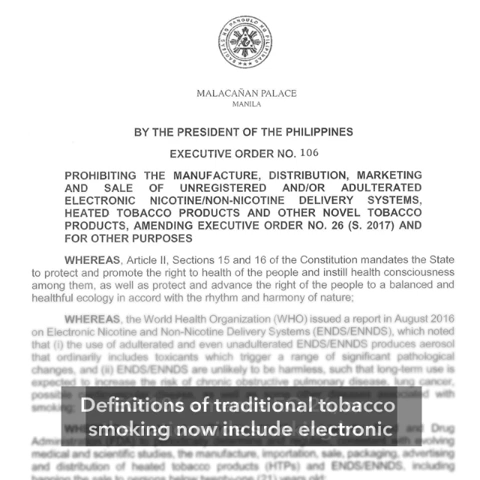 MALACAÑAN PALACE
MANILA
BY THE PRESIDENT OF THE PHILIPPINES
EXECUTIVE ORDER NO. 106
PROHIBITING THE MANUFACTURE, DISTRIBUTION, MARKETING
AND SALE OF UNREGISTERED AND/OR ADULTERATED
ELECTRONIC NICOTINE/NON-NICOTINE DELIVERY SYSTEMS,
HEATED TOBACCO PRODUCTS AND OTHER NOVEL TOBACCO
PRODUCTS, AMENDING EXECUTIVE ORDER NO. 26 (S. 2017) AND
FOR OTHER PURPOSES
WHEREAS, Article II, Sections 15 and 16 of the Constitution mandates the State
to protect and promote the right to health of the people and instill health consciousness
among them, as well as protect and advance the right of the people to a balanced and
healthful ecology in accord with the rhythm and harmony of nature;
WHEREAS, the World Health Organization (WHO) issued a report in August 2016
on Electronic Nicotine and Non-Nicotine Delivery Systems (ENDS/ENNDS), which noted
that (i) the use of adulterated and even unadulterated ENDS/ENNDS produces aerosol
that ordinarily includes toxicants which trigger a range of significant pathological
changes, and (ii) ENDS/ENNDS are unlikely to be harmless, such that long-term use is
expected to increase the risk of chronic obstructive pulmonary disease, lung cancer,
smoking;
Definitions of traditional tobacco
smoking now include electronic
and Drug
evolving
medical and scientific studies, the manufacture, importation, sale, packaging, advertising
and distribution of heated tobacco products (HTPs) and ENDS/ENNDS, including